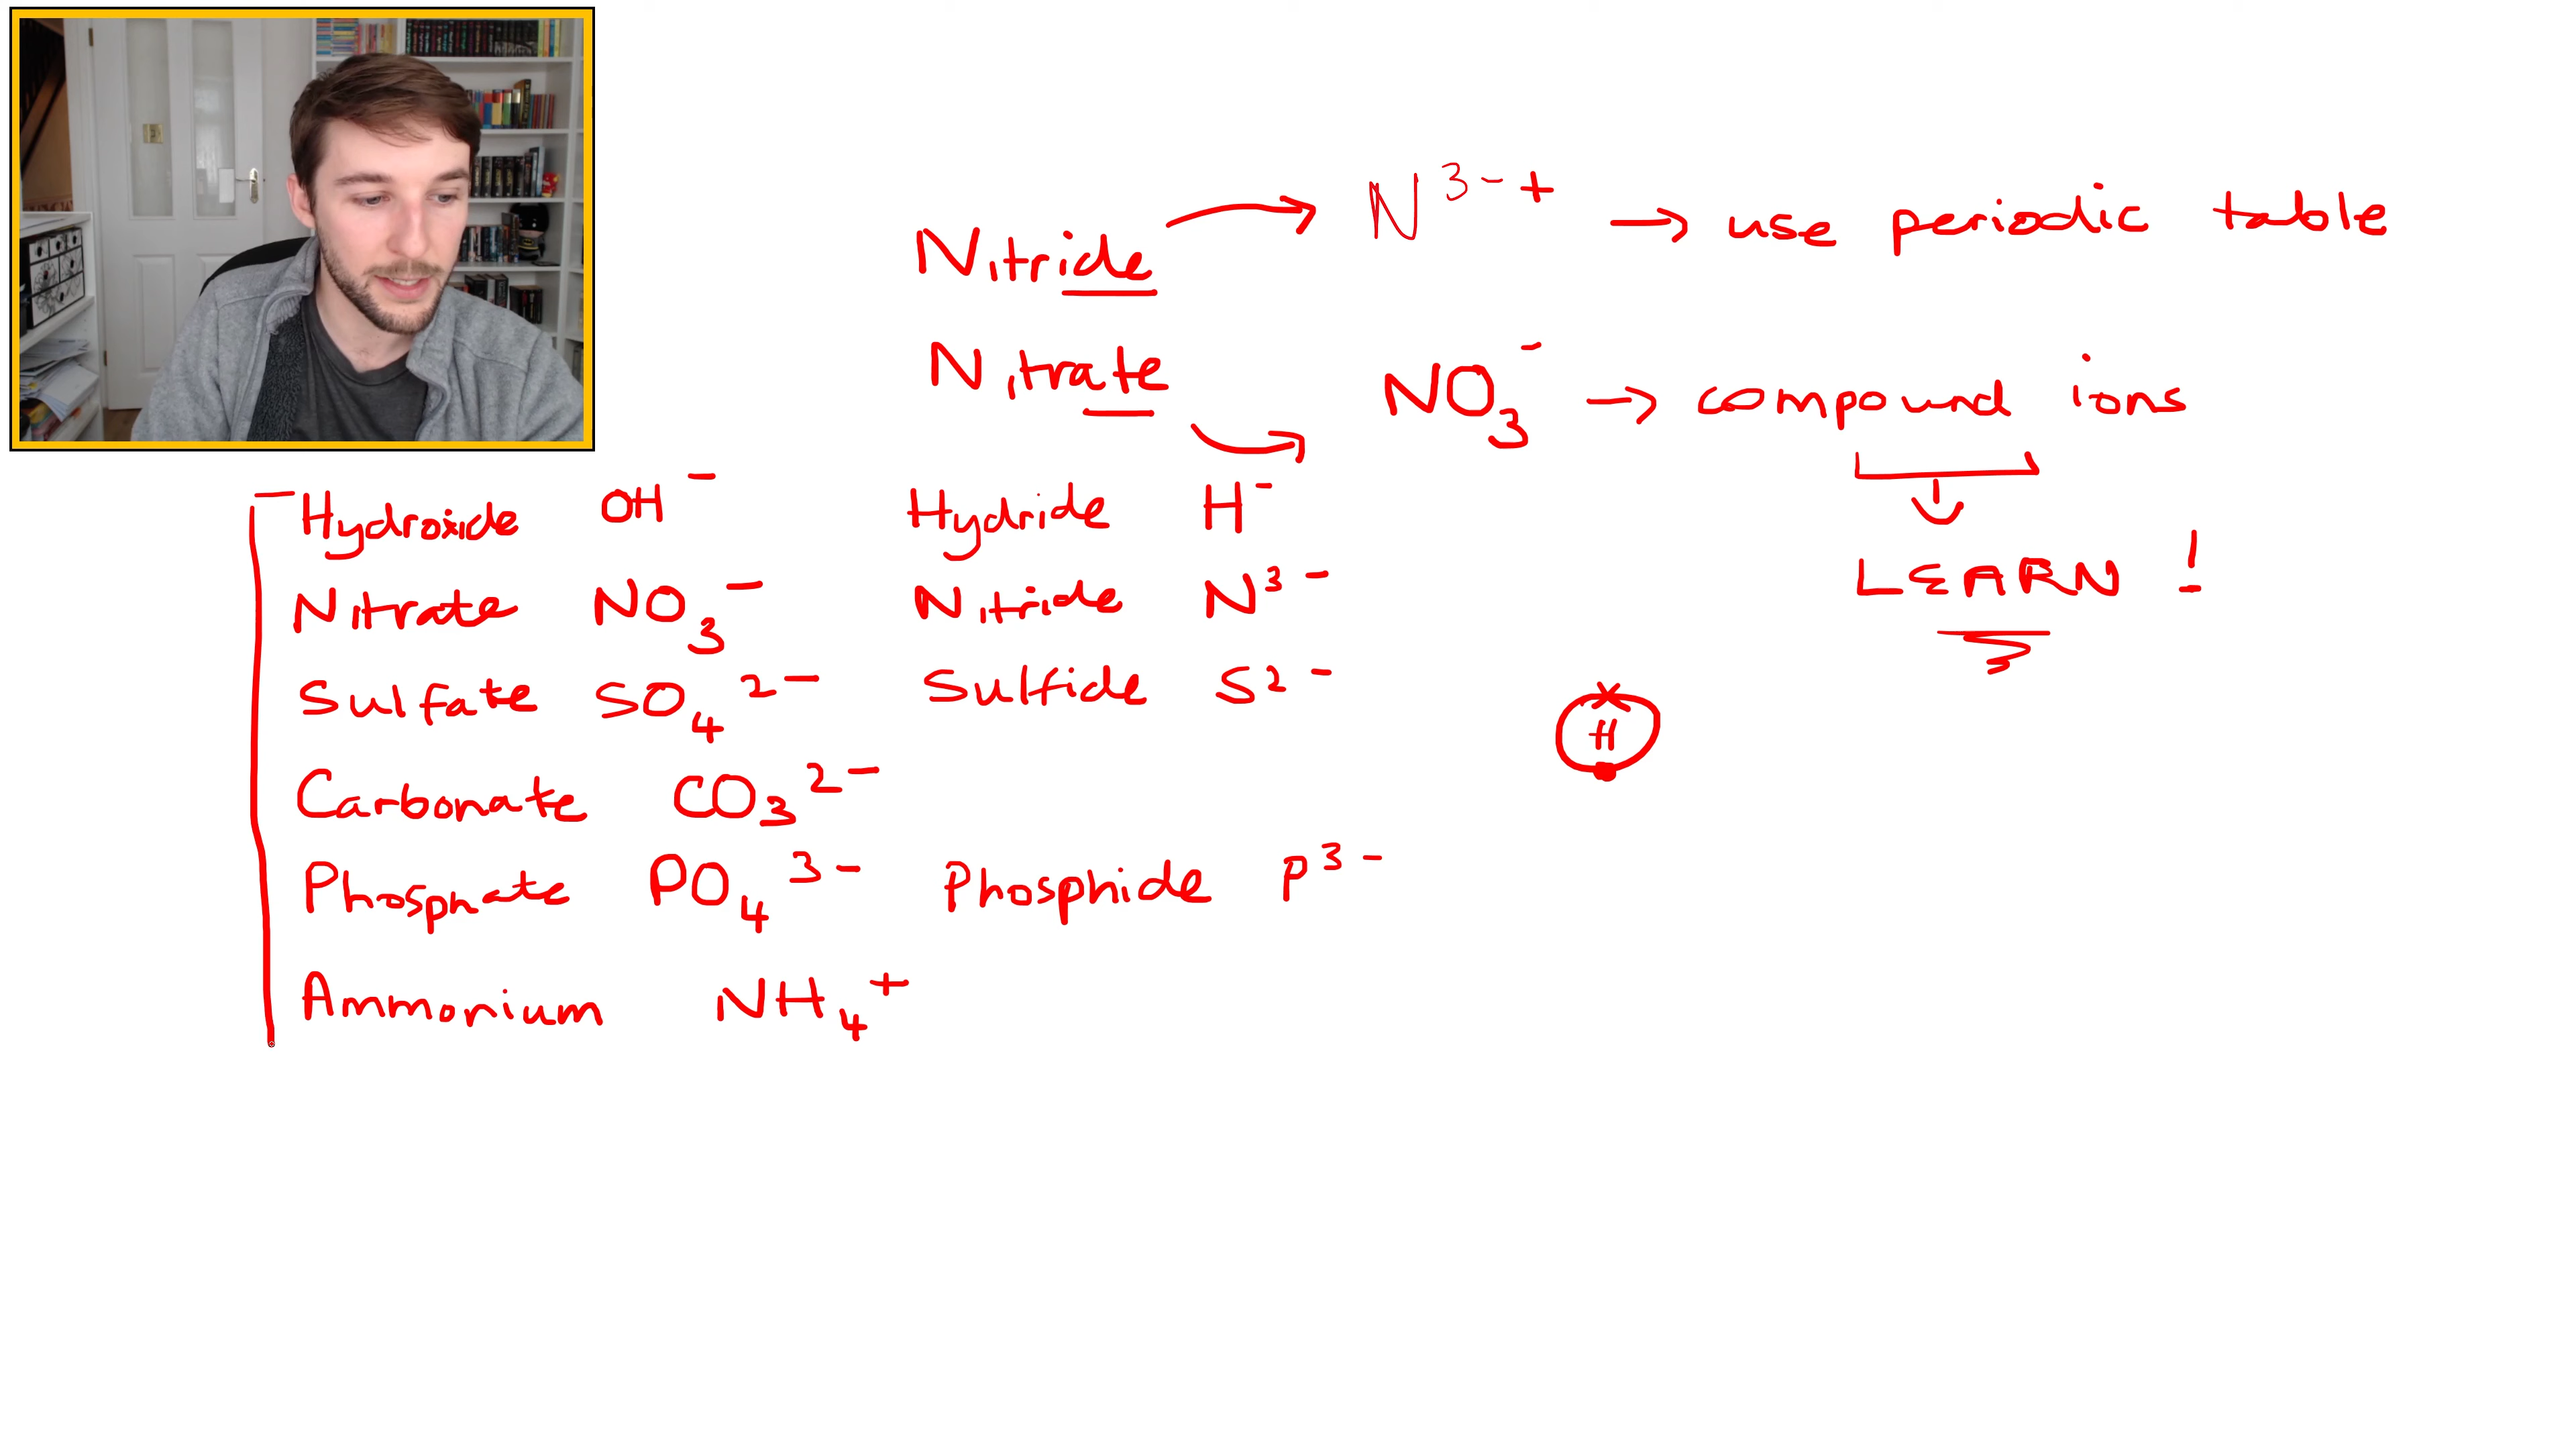 Nitride → N³⁻ + → use periodic table
Nitrate → NO₃⁻ → compound ions
LEARN !
Hydroxide OH⁻ Hydride H⁻
Nitrate NO₃⁻ Nitride N³⁻
Sulfate SO₄²⁻ Sulfide S²⁻
H
Carbonate CO₃²⁻
Phosphate PO₄³⁻ Phosphide P³⁻
Ammonium NH₄⁺